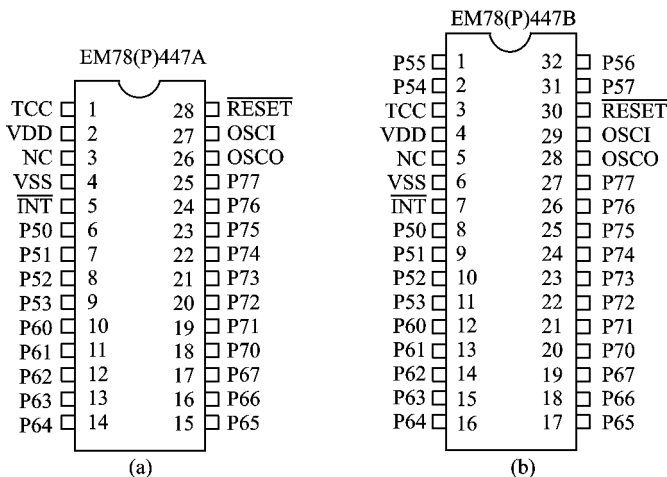 EM78(P)447A
TCC 1 28 RESET
VDD 2 27 OSCI
NC 3 26 OSCO
VSS 4 25 P77
INT 5 24 P76
P50 6 23 P75
P51 7 22 P74
P52 8 21 P73
P53 9 20 P72
P60 10 19 P71
P61 11 18 P70
P62 12 17 P67
P63 13 16 P66
P64 14 15 P65
(a)
EM78(P)447B
P55 1 32 P56
P54 2 31 P57
TCC 3 30 RESET
VDD 4 29 OSCI
NC 5 28 OSCO
VSS 6 27 P77
INT 7 26 P76
P50 8 25 P75
P51 9 24 P74
P52 10 23 P73
P53 11 22 P72
P60 12 21 P71
P61 13 20 P70
P62 14 19 P67
P63 15 18 P66
P64 16 17 P65
(b)